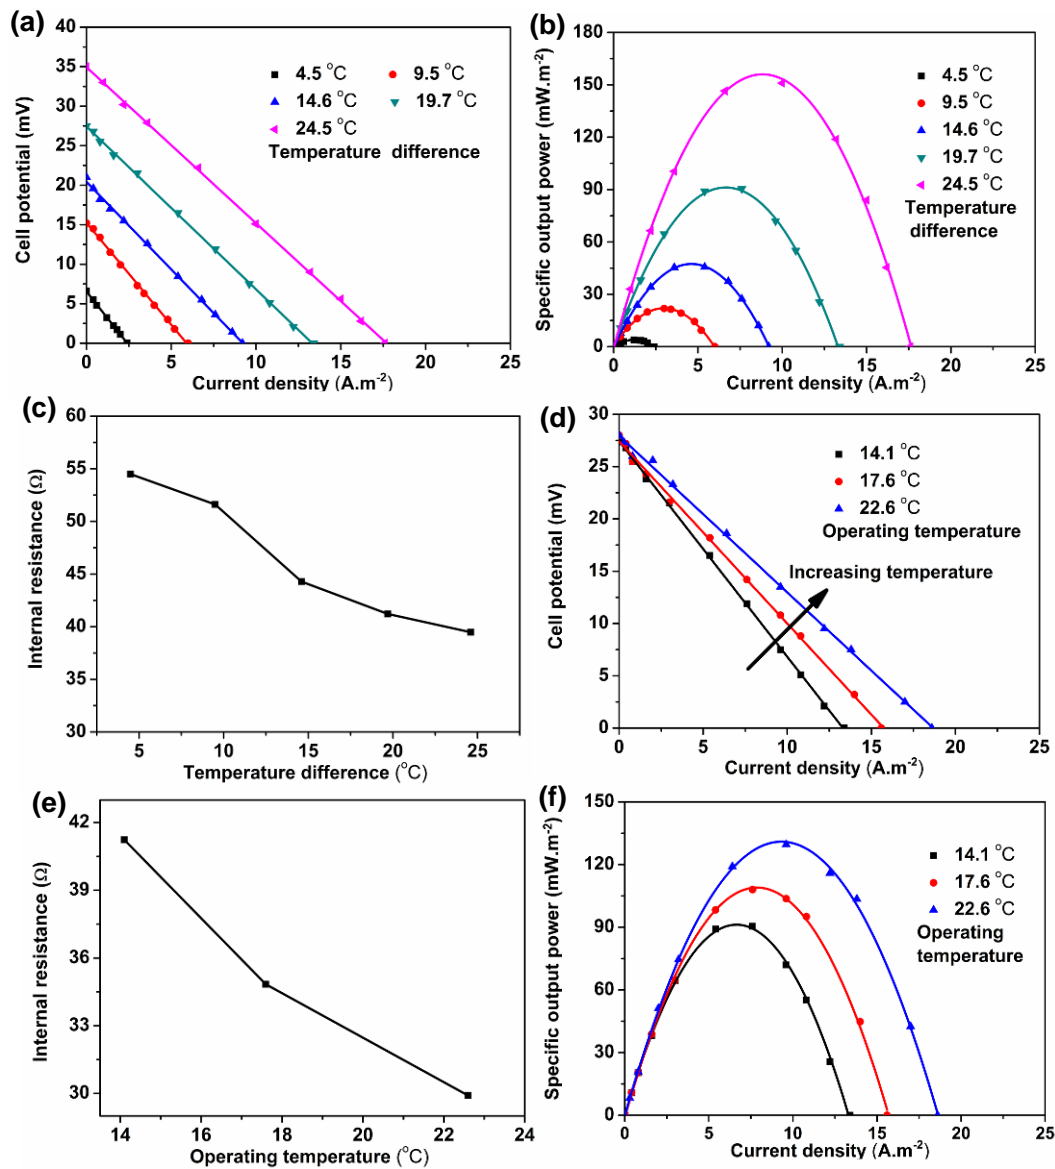 (a)
40
35
30
25
20
15
10
5
0
Cell potential (mV)
4.5 °C
9.5 °C
14.6 °C
19.7 °C
24.5 °C
Temperature difference
0 5 10 15 20 25
Current density (A.m-2)
(b)
180
150
120
90
60
30
0
Specific output power (mW.m-2)
4.5 °C
9.5 °C
14.6 °C
19.7 °C
24.5 °C
Temperature
difference
0 5 10 15 20 25
Current density (A.m-2)
(c)
60
55
50
45
40
35
30
Internal resistance (Ω)
5 10 15 20 25
Temperature difference (°C)
(d)
30
25
20
15
10
5
0
Cell potential (mV)
14.1 °C
17.6 °C
22.6 °C
Operating temperature
Increasing temperature
0 5 10 15 20 25
Current density (A.m-2)
(e)
42
39
36
33
30
Internal resistance (Ω)
14 16 18 20 22 24
Operating temperature (°C)
(f)
150
120
90
60
30
0
Specific output power (mW.m-2)
14.1 °C
17.6 °C
22.6 °C
Operating
temperature
0 5 10 15 20 25
Current density (A.m-2)